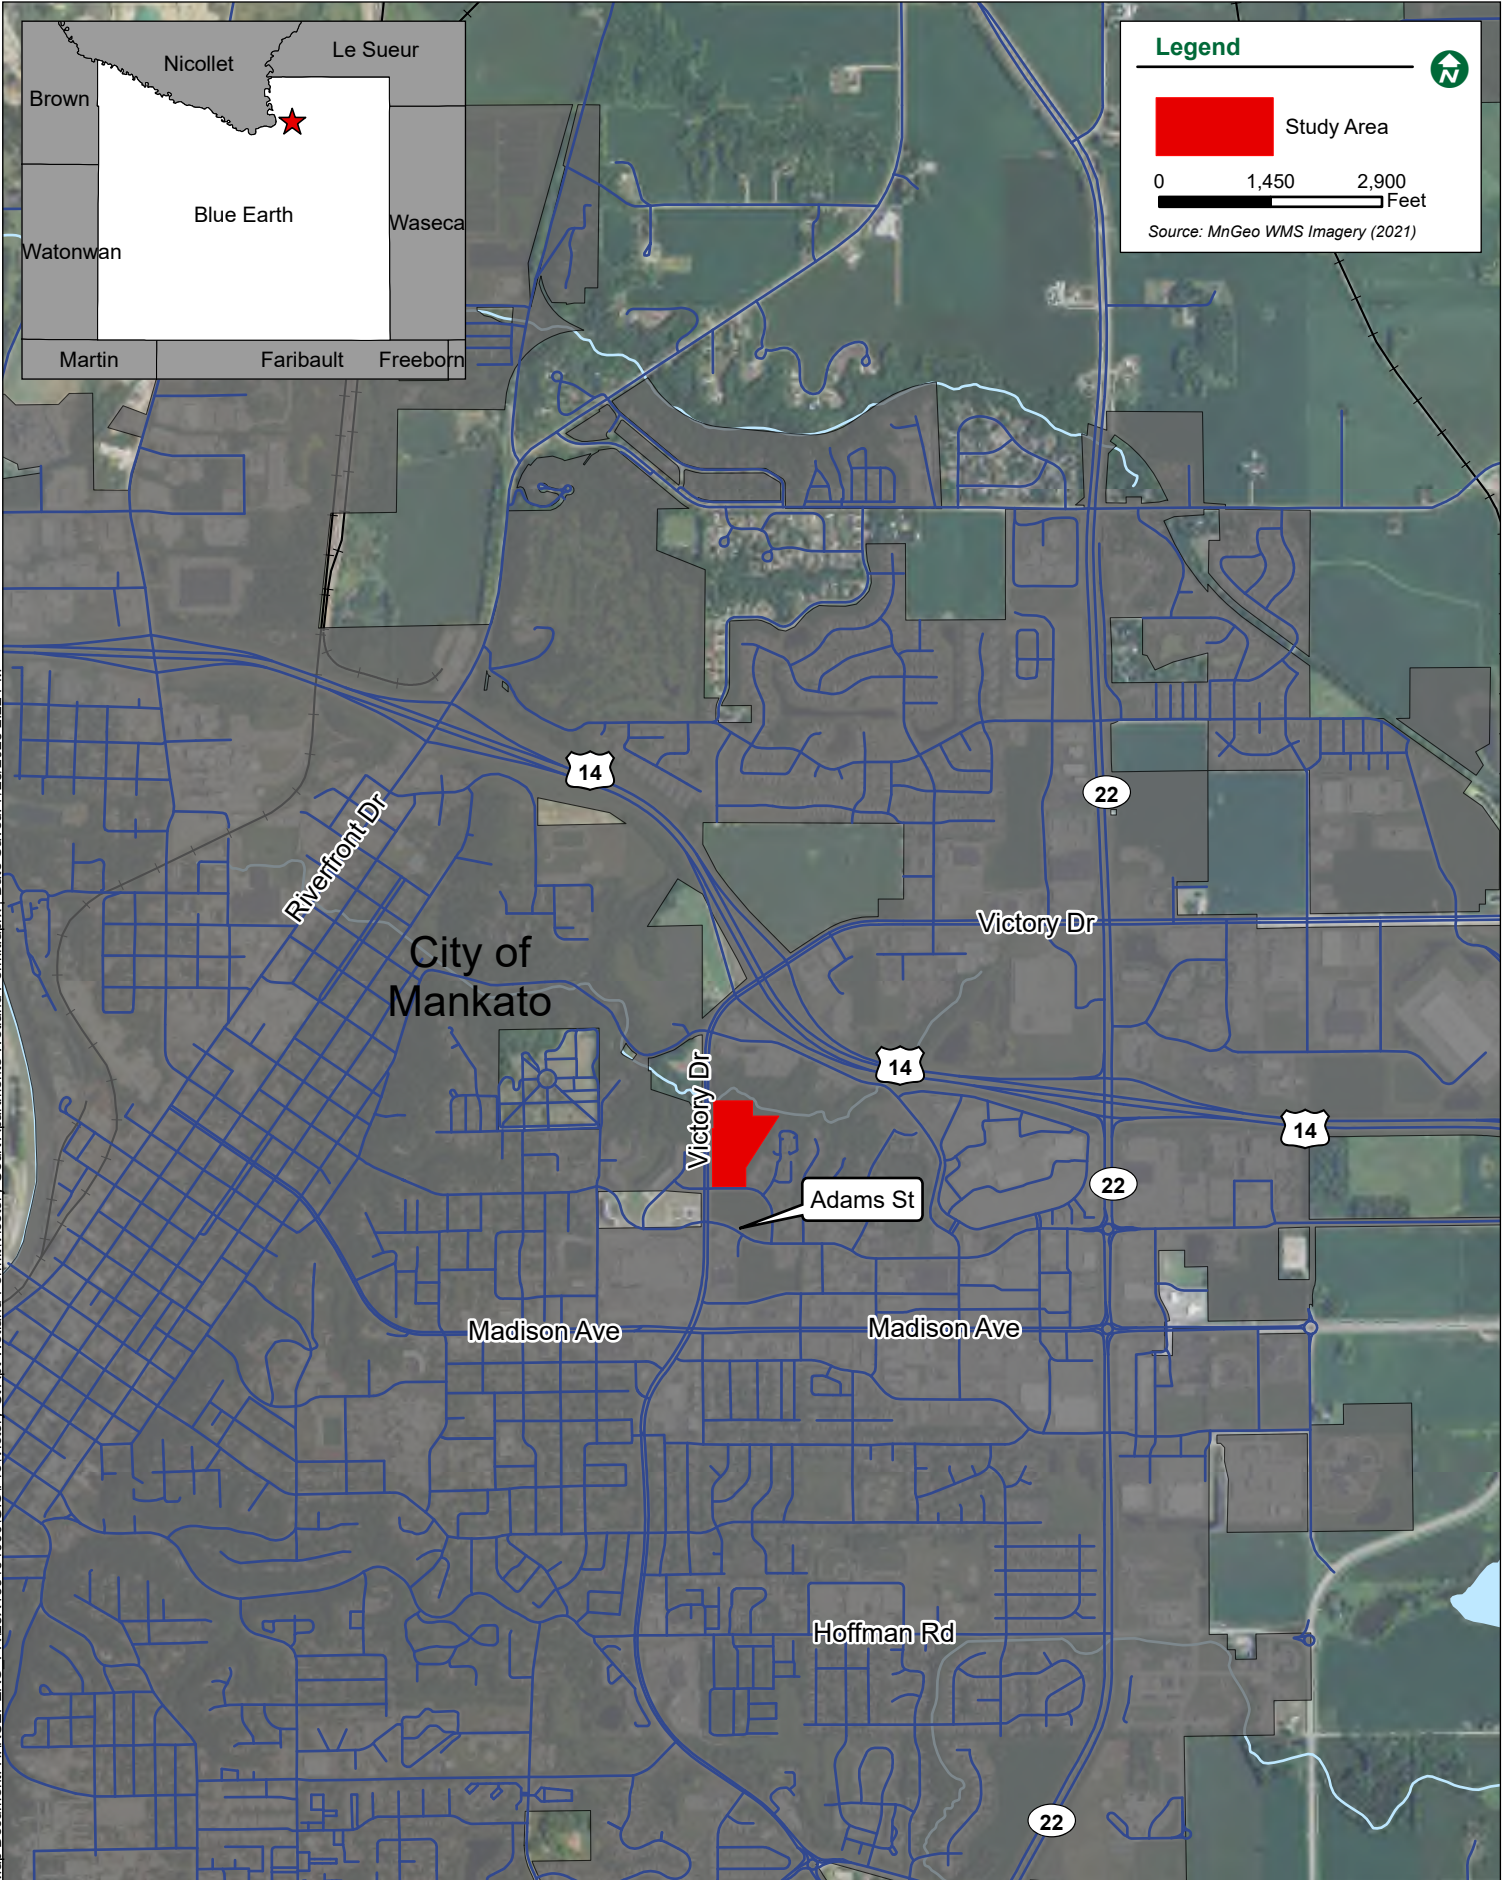 Nicollet
Le Sueur
Brown
Blue Earth
Waseca
Watonwan
Martin
Faribault
Freeborn
Legend
N
Study Area
0
1,450
2,900
Feet
Source: MnGeo WMS Imagery (2021)
14
22
Riverfront Dr
Victory Dr
City of
Mankato
Victory Dr
14
14
22
Adams St
Madison Ave
Madison Ave
Hoffman Rd
22